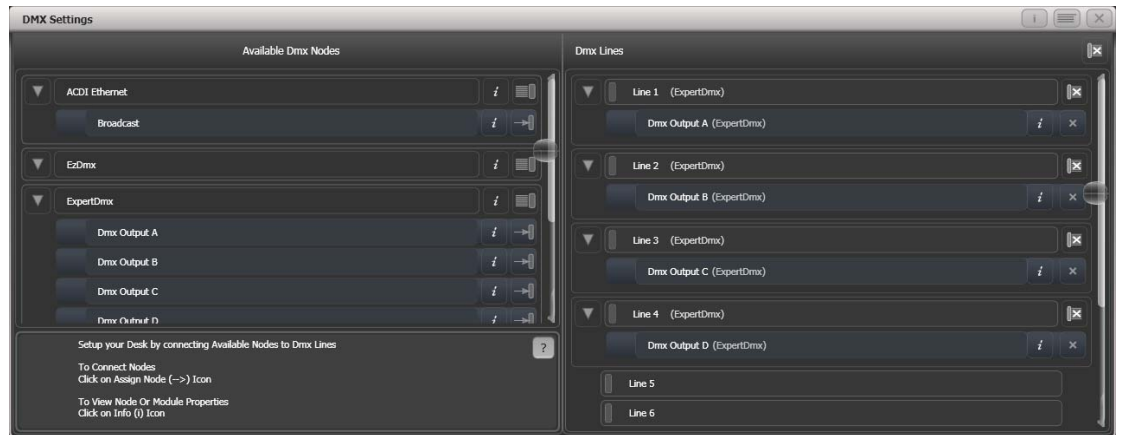 DMX Settings
i
Available Dmx Nodes
ACDI Ethernet
i
Broadcast
i
EzDmx
i
ExpertDmx
i
Dmx Output A
i
Dmx Output B
i
Dmx Output C
i
Dmx Output D
i
Setup your Desk by connecting Available Nodes to Dmx Lines
?
To Connect Nodes
Click on Assign Node (-->) Icon
To View Node Or Module Properties
Click on Info (i) Icon
Dmx Lines
Line 1 (ExpertDmx)
Dmx Output A (ExpertDmx)
i
Line 2 (ExpertDmx)
Dmx Output B (ExpertDmx)
i
Line 3 (ExpertDmx)
Dmx Output C (ExpertDmx)
i
Line 4 (ExpertDmx)
Dmx Output D (ExpertDmx)
i
Line 5
Line 6